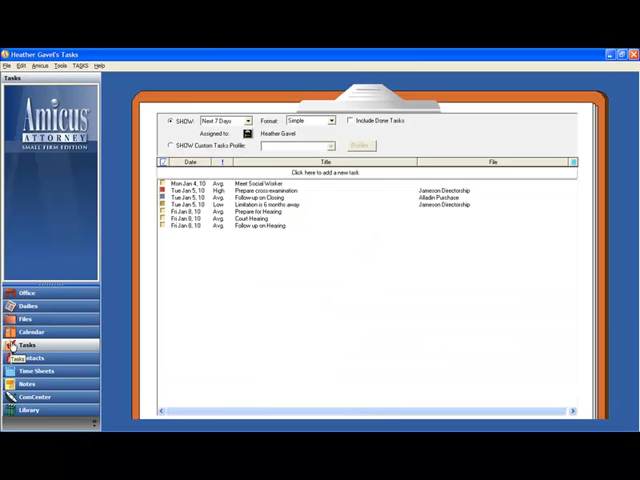 Heather Gavel's Tasks
File Edit Amicus Tools TASKS Help
Tasks
Amicus
ATTORNEY
SMALL FIRM EDITION
Office
Dailies
Files
Calendar
Tasks
Tasks
ntacts
Time Sheets
Notes
ComCenter
Library
SHOW: Next 7 Days Format: Simple Include Done Tasks
Assigned to: Heather Gavel
SHOW Custom Tasks Profile: Profiles
Date ! Title File
Click here to add a new task
Mon Jan 4, 10 Avg. Meet Social Worker
Tue Jan 5, 10 High Prepare cross-examination Jameson Directorship
Tue Jan 5, 10 Avg. Follow-up on Closing Alladin Purchase
Tue Jan 5, 10 Low Limitation is 6 months away Jameson Directorship
Fri Jan 8, 10 Avg. Prepare for Hearing
Fri Jan 8, 10 Avg. Court Hearing
Fri Jan 8, 10 Avg. Follow up on Hearing